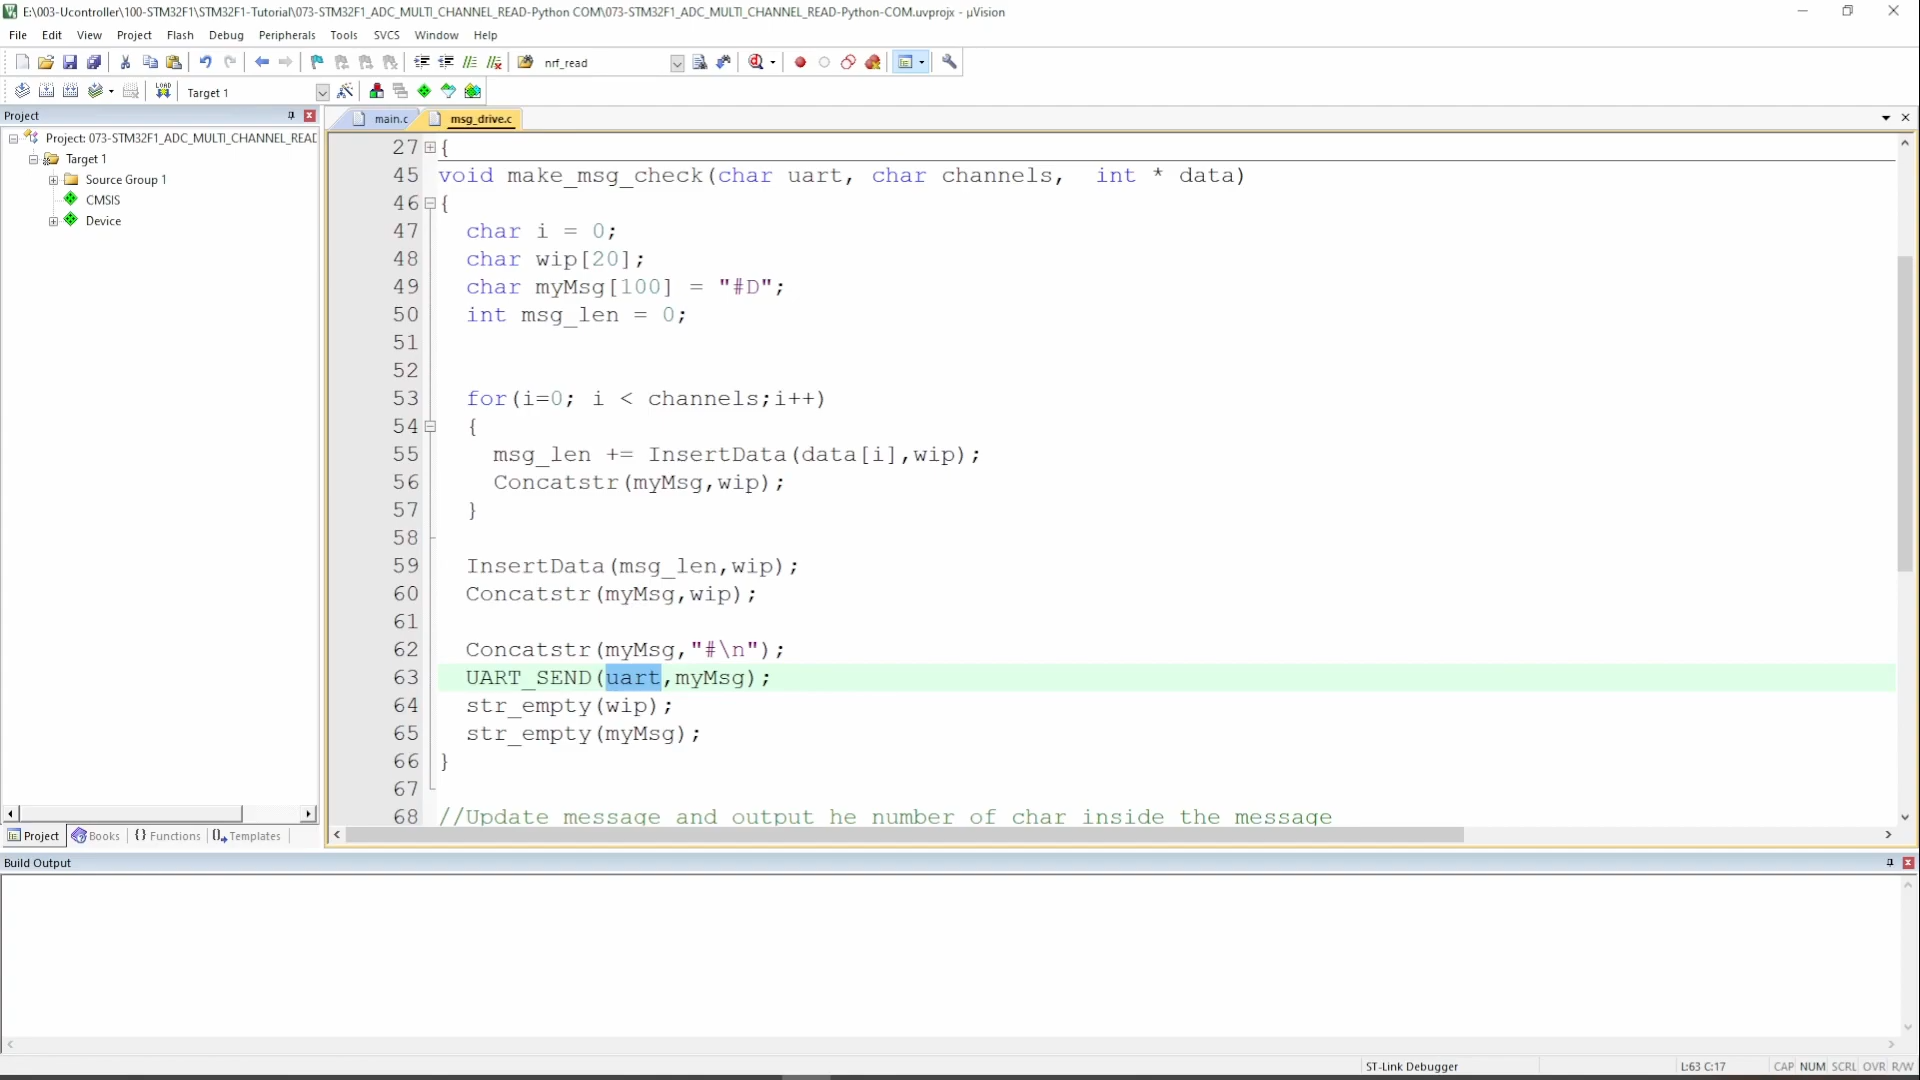 E:\003-Ucontroller\100-STM32F1\STM32F1-Tutorial\073-STM32F1_ADC_MULTI_CHANNEL_READ-Python COM\073-STM32F1_ADC_MULTI_CHANNEL_READ-Python-COM.uvprojx - µVision
File Edit View Project Flash Debug Peripherals Tools SVCS Window Help
nrf_read
LOAD Target 1
Project
main.c msg_drive.c
Project: 073-STM32F1_ADC_MULTI_CHANNEL_READ
Target 1
Source Group 1
CMSIS
Device
27 {
45 void make_msg_check(char uart, char channels,  int * data)
46 {
47 char i = 0;
48 char wip[20];
49 char myMsg[100] = "#D";
50 int msg_len = 0;
51
52
53 for(i=0; i < channels;i++)
54 {
55 msg_len += InsertData(data[i],wip);
56 Concatstr(myMsg,wip);
57 }
58
59 InsertData(msg_len,wip);
60 Concatstr(myMsg,wip);
61
62 Concatstr(myMsg,"#\n");
63 UART_SEND(uart,myMsg);
64 str_empty(wip);
65 str_empty(myMsg);
66 }
67
68 //Update message and output he number of char inside the message
Project Books {} Functions 0 Templates
Build Output
ST-Link Debugger L:63 C:17 CAP NUM SCRL OVR R/W